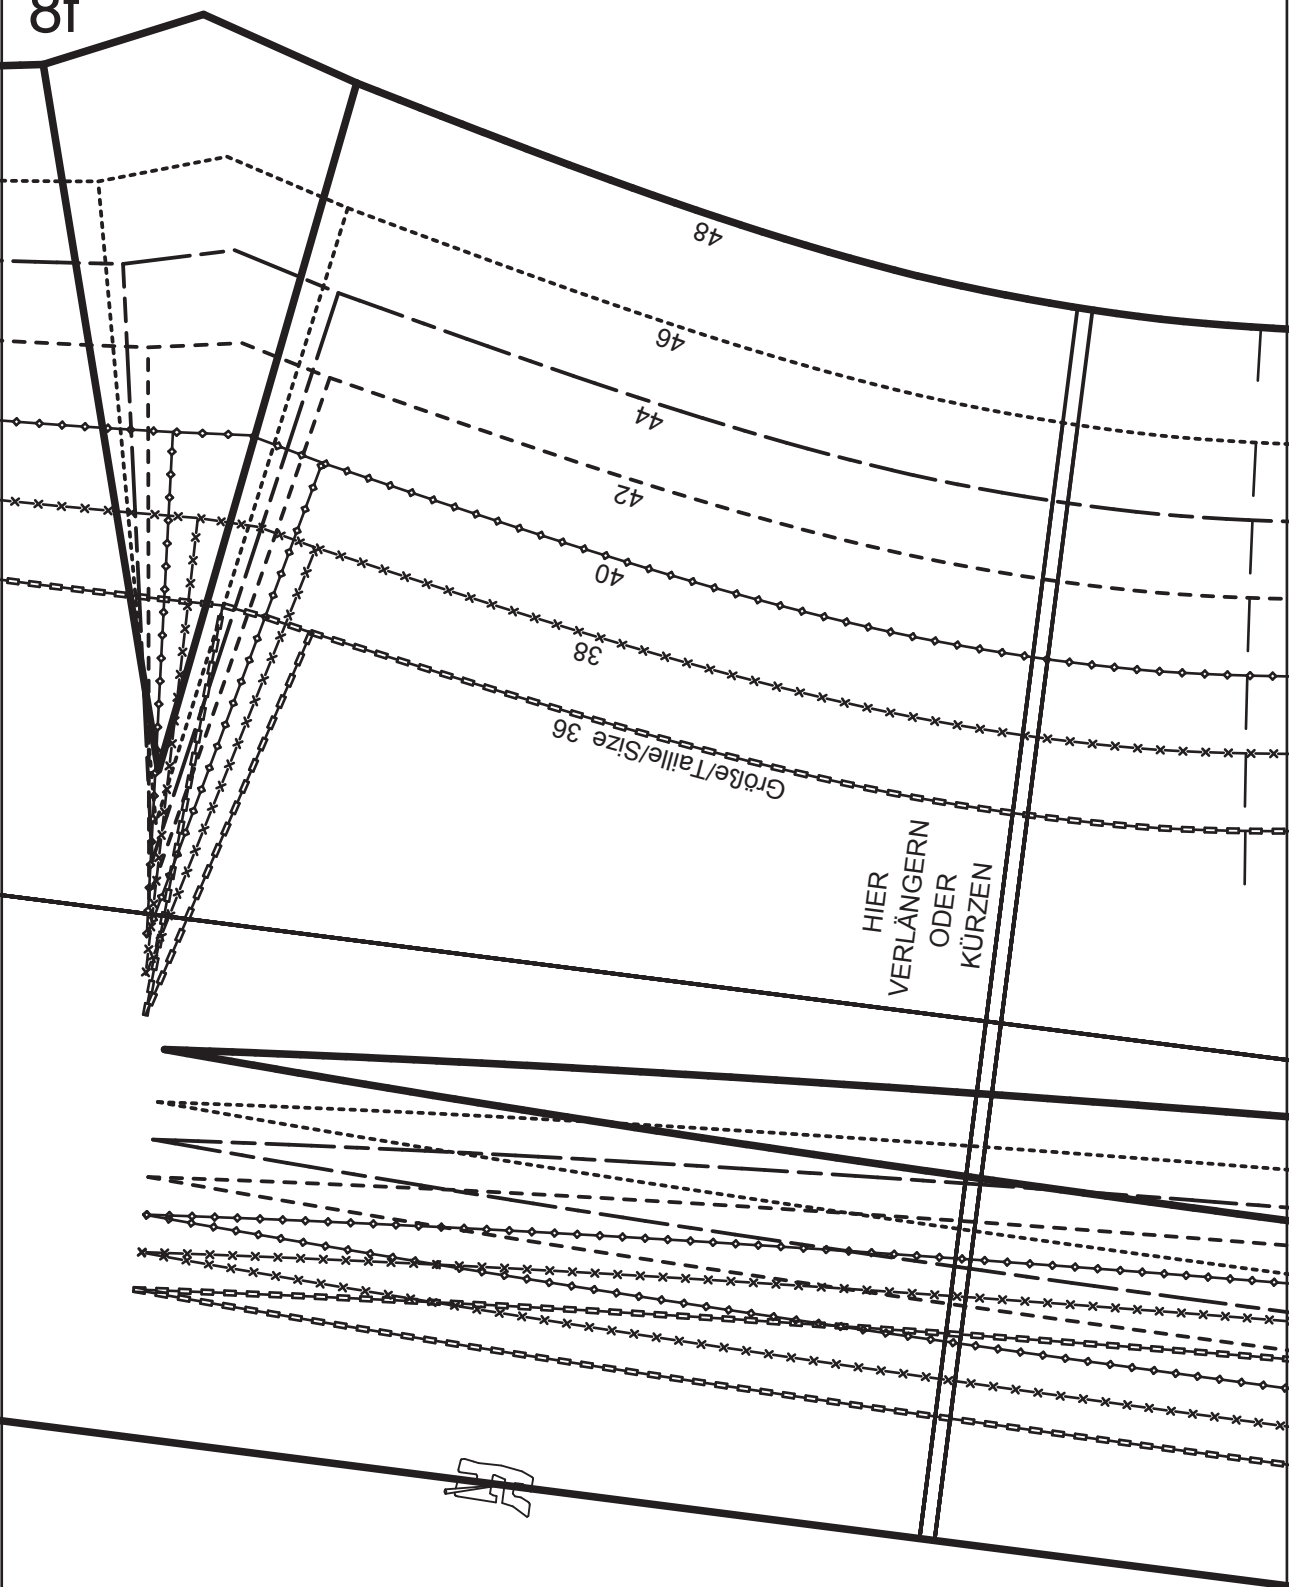 8f
48
46
44
42
40
38
Größe/Taille/Size 36
HIER
VERLÄNGERN
ODER
KÜRZEN